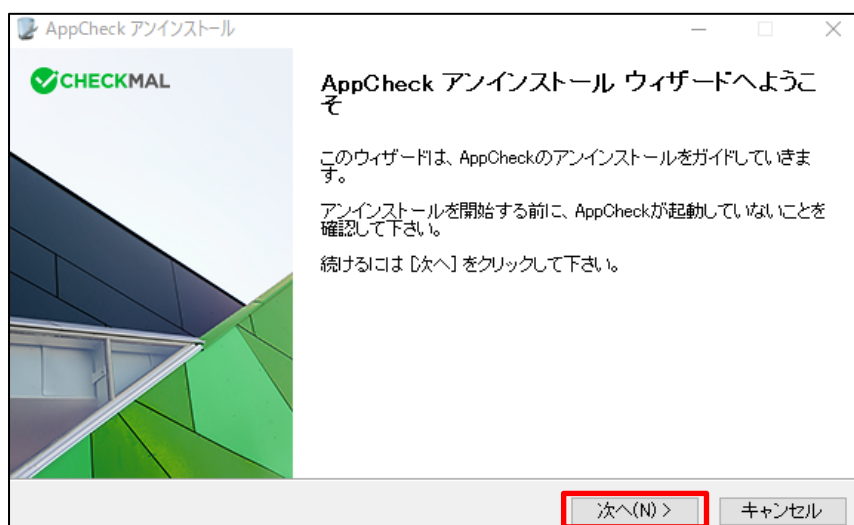 AppCheck アンインストール
CHECKMAL
AppCheck アンインストール ウィザードへようこ
そ
このウィザードは、AppCheckのアンインストールをガイドしていきま
す。
アンインストールを開始する前に、AppCheckが起動していないことを
確認して下さい。
続けるには [次へ] をクリックして下さい。
次へ(N) >
キャンセル